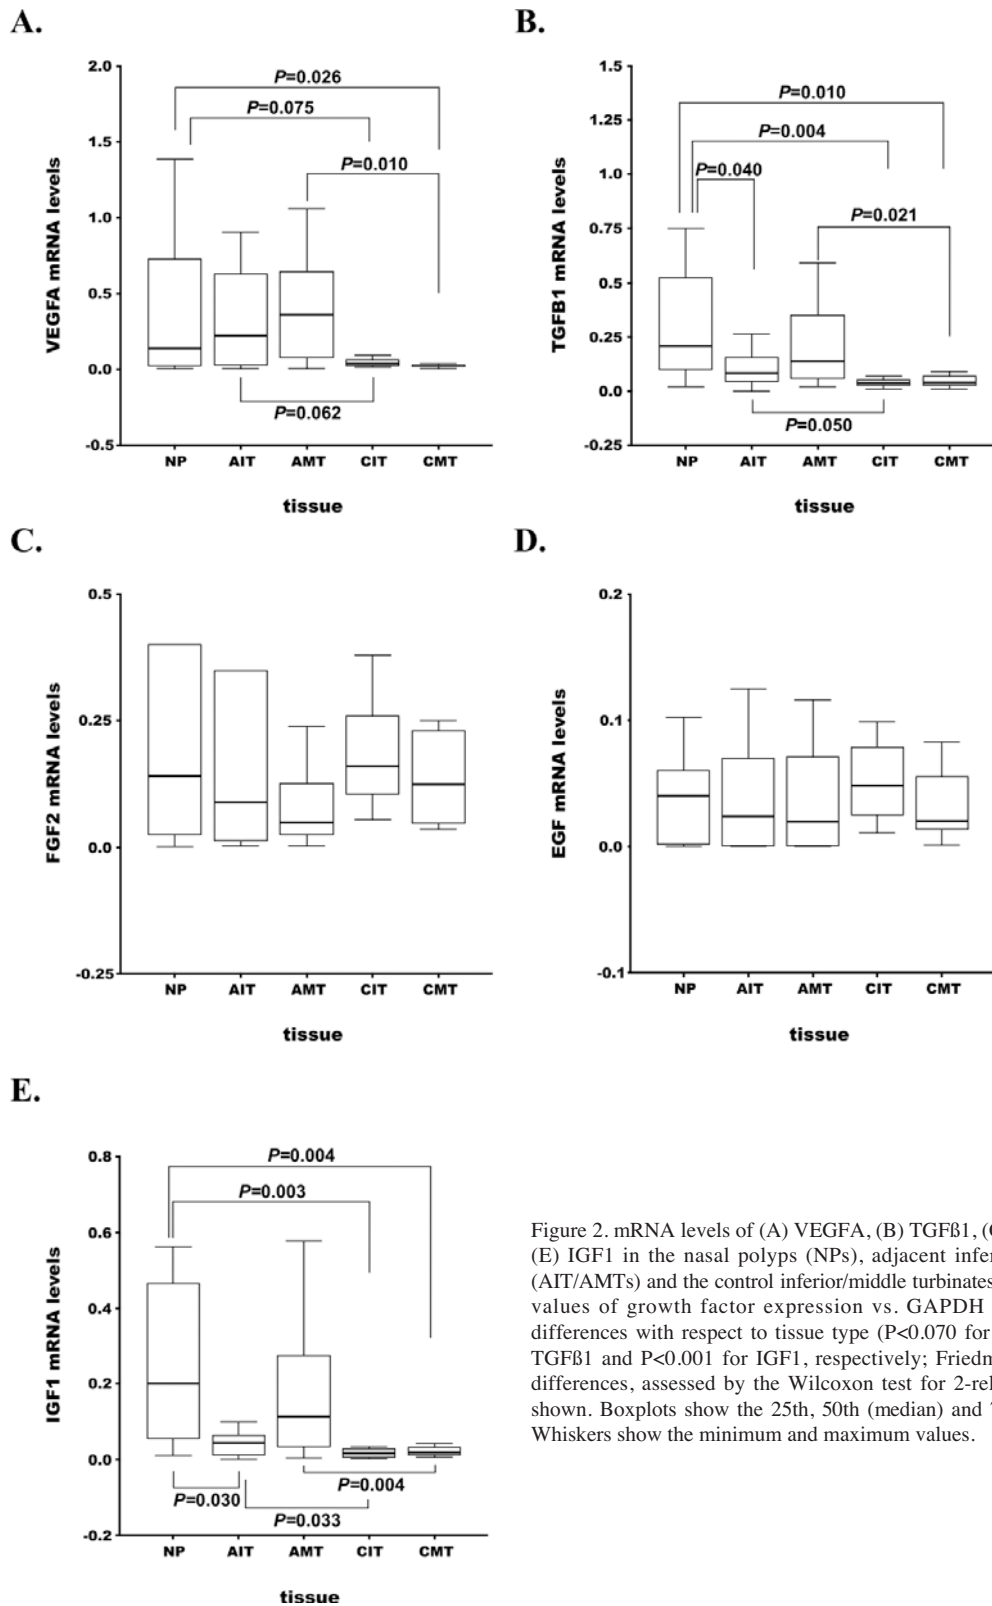 A.
B.
2.0
1.5
1.0
0.5
0.0
-0.5
VEGFA mRNA levels
P=0.026
P=0.075
P=0.010
P=0.062
NP AIT AMT CIT CMT
tissue
1.5
1.25
1.0
0.75
0.5
0.25
0.0
-0.25
TGFB1 mRNA levels
P=0.010
P=0.004
P=0.040
P=0.021
P=0.050
NP AIT AMT CIT CMT
tissue
C.
D.
0.5
0.25
0.0
-0.25
FGF2 mRNA levels
NP AIT AMT CIT CMT
tissue
0.2
0.1
0.0
-0.1
EGF mRNA levels
NP AIT AMT CIT CMT
tissue
E.
0.8
0.6
0.4
0.2
0.0
-0.2
IGF1 mRNA levels
P=0.004
P=0.003
P=0.004
P=0.030
P=0.033
NP AIT AMT CIT CMT
tissue
Figure 2. mRNA levels of (A) VEGFA, (B) TGFß1, (
(E) IGF1 in the nasal polyps (NPs), adjacent infer
(AIT/AMTs) and the control inferior/middle turbinates
values of growth factor expression vs. GAPDH
differences with respect to tissue type (P<0.070 for
TGFß1 and P<0.001 for IGF1, respectively; Friedm
differences, assessed by the Wilcoxon test for 2-rel
shown. Boxplots show the 25th, 50th (median) and
Whiskers show the minimum and maximum values.